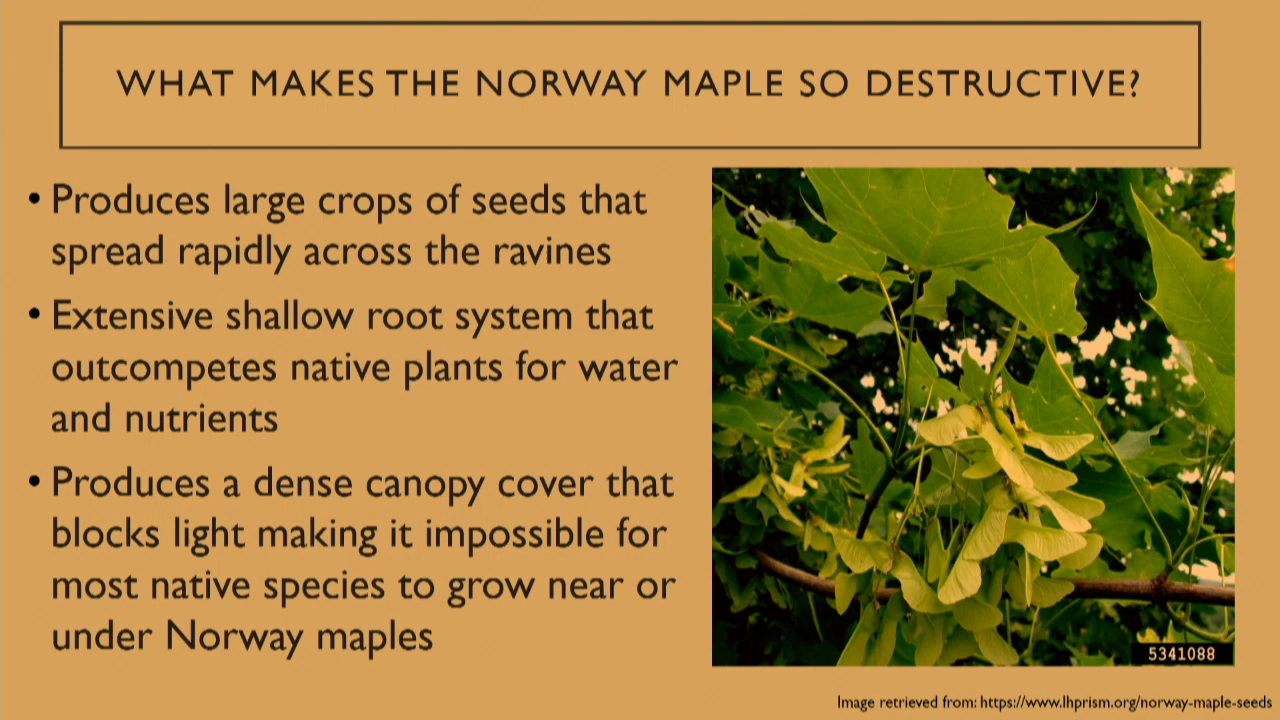 WHAT MAKES THE NORWAY MAPLE SO DESTRUCTIVE?
• Produces large crops of seeds that
spread rapidly across the ravines
• Extensive shallow root system that
outcompetes native plants for water
and nutrients
• Produces a dense canopy cover that
blocks light making it impossible for
most native species to grow near or
under Norway maples
5341088
Image retrieved from: https://www.lhprism.org/norway-maple-seeds